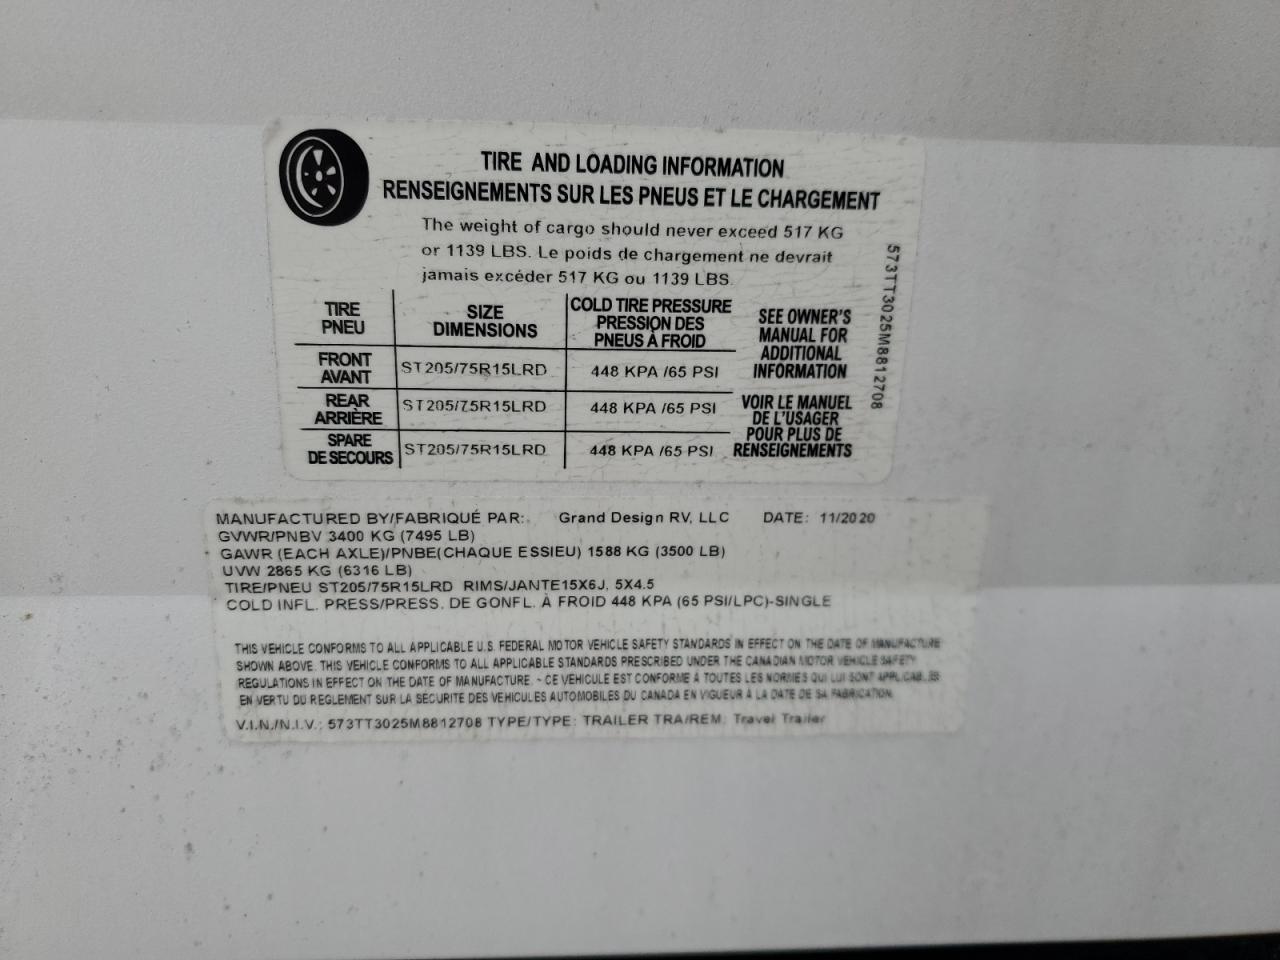 TIRE AND LOADING INFORMATION
RENSEIGNEMENTS SUR LES PNEUS ET LE CHARGEMENT
The weight of cargo should never exceed 517 KG
or 1139 LBS. Le poids de chargement ne devrait
jamais excéder 517 KG ou 1139 LBS.
TIRE
PNEU
SIZE
DIMENSIONS
COLD TIRE PRESSURE
PRESSION DES
PNEUS À FROID
SEE OWNER'S
MANUAL FOR
ADDITIONAL
INFORMATION
FRONT
AVANT
ST205/75R15LRD
448 KPA /65 PSI
REAR
ARRIÈRE
ST205/75R15LRD
448 KPA /65 PSI
VOIR LE MANUEL
DE L'USAGER
POUR PLUS DE
RENSEIGNEMENTS
SPARE
DE SECOURS
ST205/75R15LRD
448 KPA /65 PSI
573TT3025M8812708
MANUFACTURED BY/FABRIQUÉ PAR: Grand Design RV, LLC DATE: 11/2020
GVWR/PNBV 3400 KG (7495 LB)
GAWR (EACH AXLE)/PNBE(CHAQUE ESSIEU) 1588 KG (3500 LB)
UVW 2865 KG (6316 LB)
TIRE/PNEU ST205/75R15LRD RIMS/JANTE15X6J, 5X4.5
COLD INFL. PRESS/PRESS. DE GONFL. À FROID 448 KPA (65 PSI/LPC)-SINGLE
THIS VEHICLE CONFORMS TO ALL APPLICABLE U.S. FEDERAL MOTOR VEHICLE SAFETY STANDARDS IN EFFECT ON THE DATE OF MANUFACTURE
SHOWN ABOVE. THIS VEHICLE CONFORMS TO ALL APPLICABLE STANDARDS PRESCRIBED UNDER THE CANADIAN MOTOR VEHICLE SAFETY
REGULATIONS IN EFFECT ON THE DATE OF MANUFACTURE. - CE VÉHICULE EST CONFORME À TOUTES LES NORMES QUI LUI SONT APPLICABLES
EN VERTU DU RÈGLEMENT SUR LA SÉCURITÉ DES VÉHICULES AUTOMOBILES DU CANADA EN VIGUEUR À LA DATE DE SA FABRICATION.
V.I.N./N.I.V.: 573TT3025M8812708 TYPE/TYPE: TRAILER TRA/REM: Travel Trailer